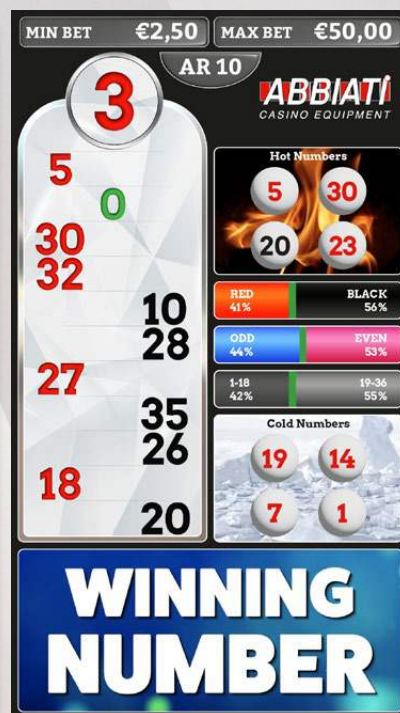 MIN BET €2,50
MAX BET €50,00
AR 10
3
ABBIATI
CASINO EQUIPMENT
5
0
30
32
10
28
27
35
26
18
20
Hot Numbers
5 30
20 23
RED BLACK
41% 56%
ODD EVEN
44% 53%
1-18 19-36
42% 55%
Cold Numbers
19 14
7 1
WINNING
NUMBER